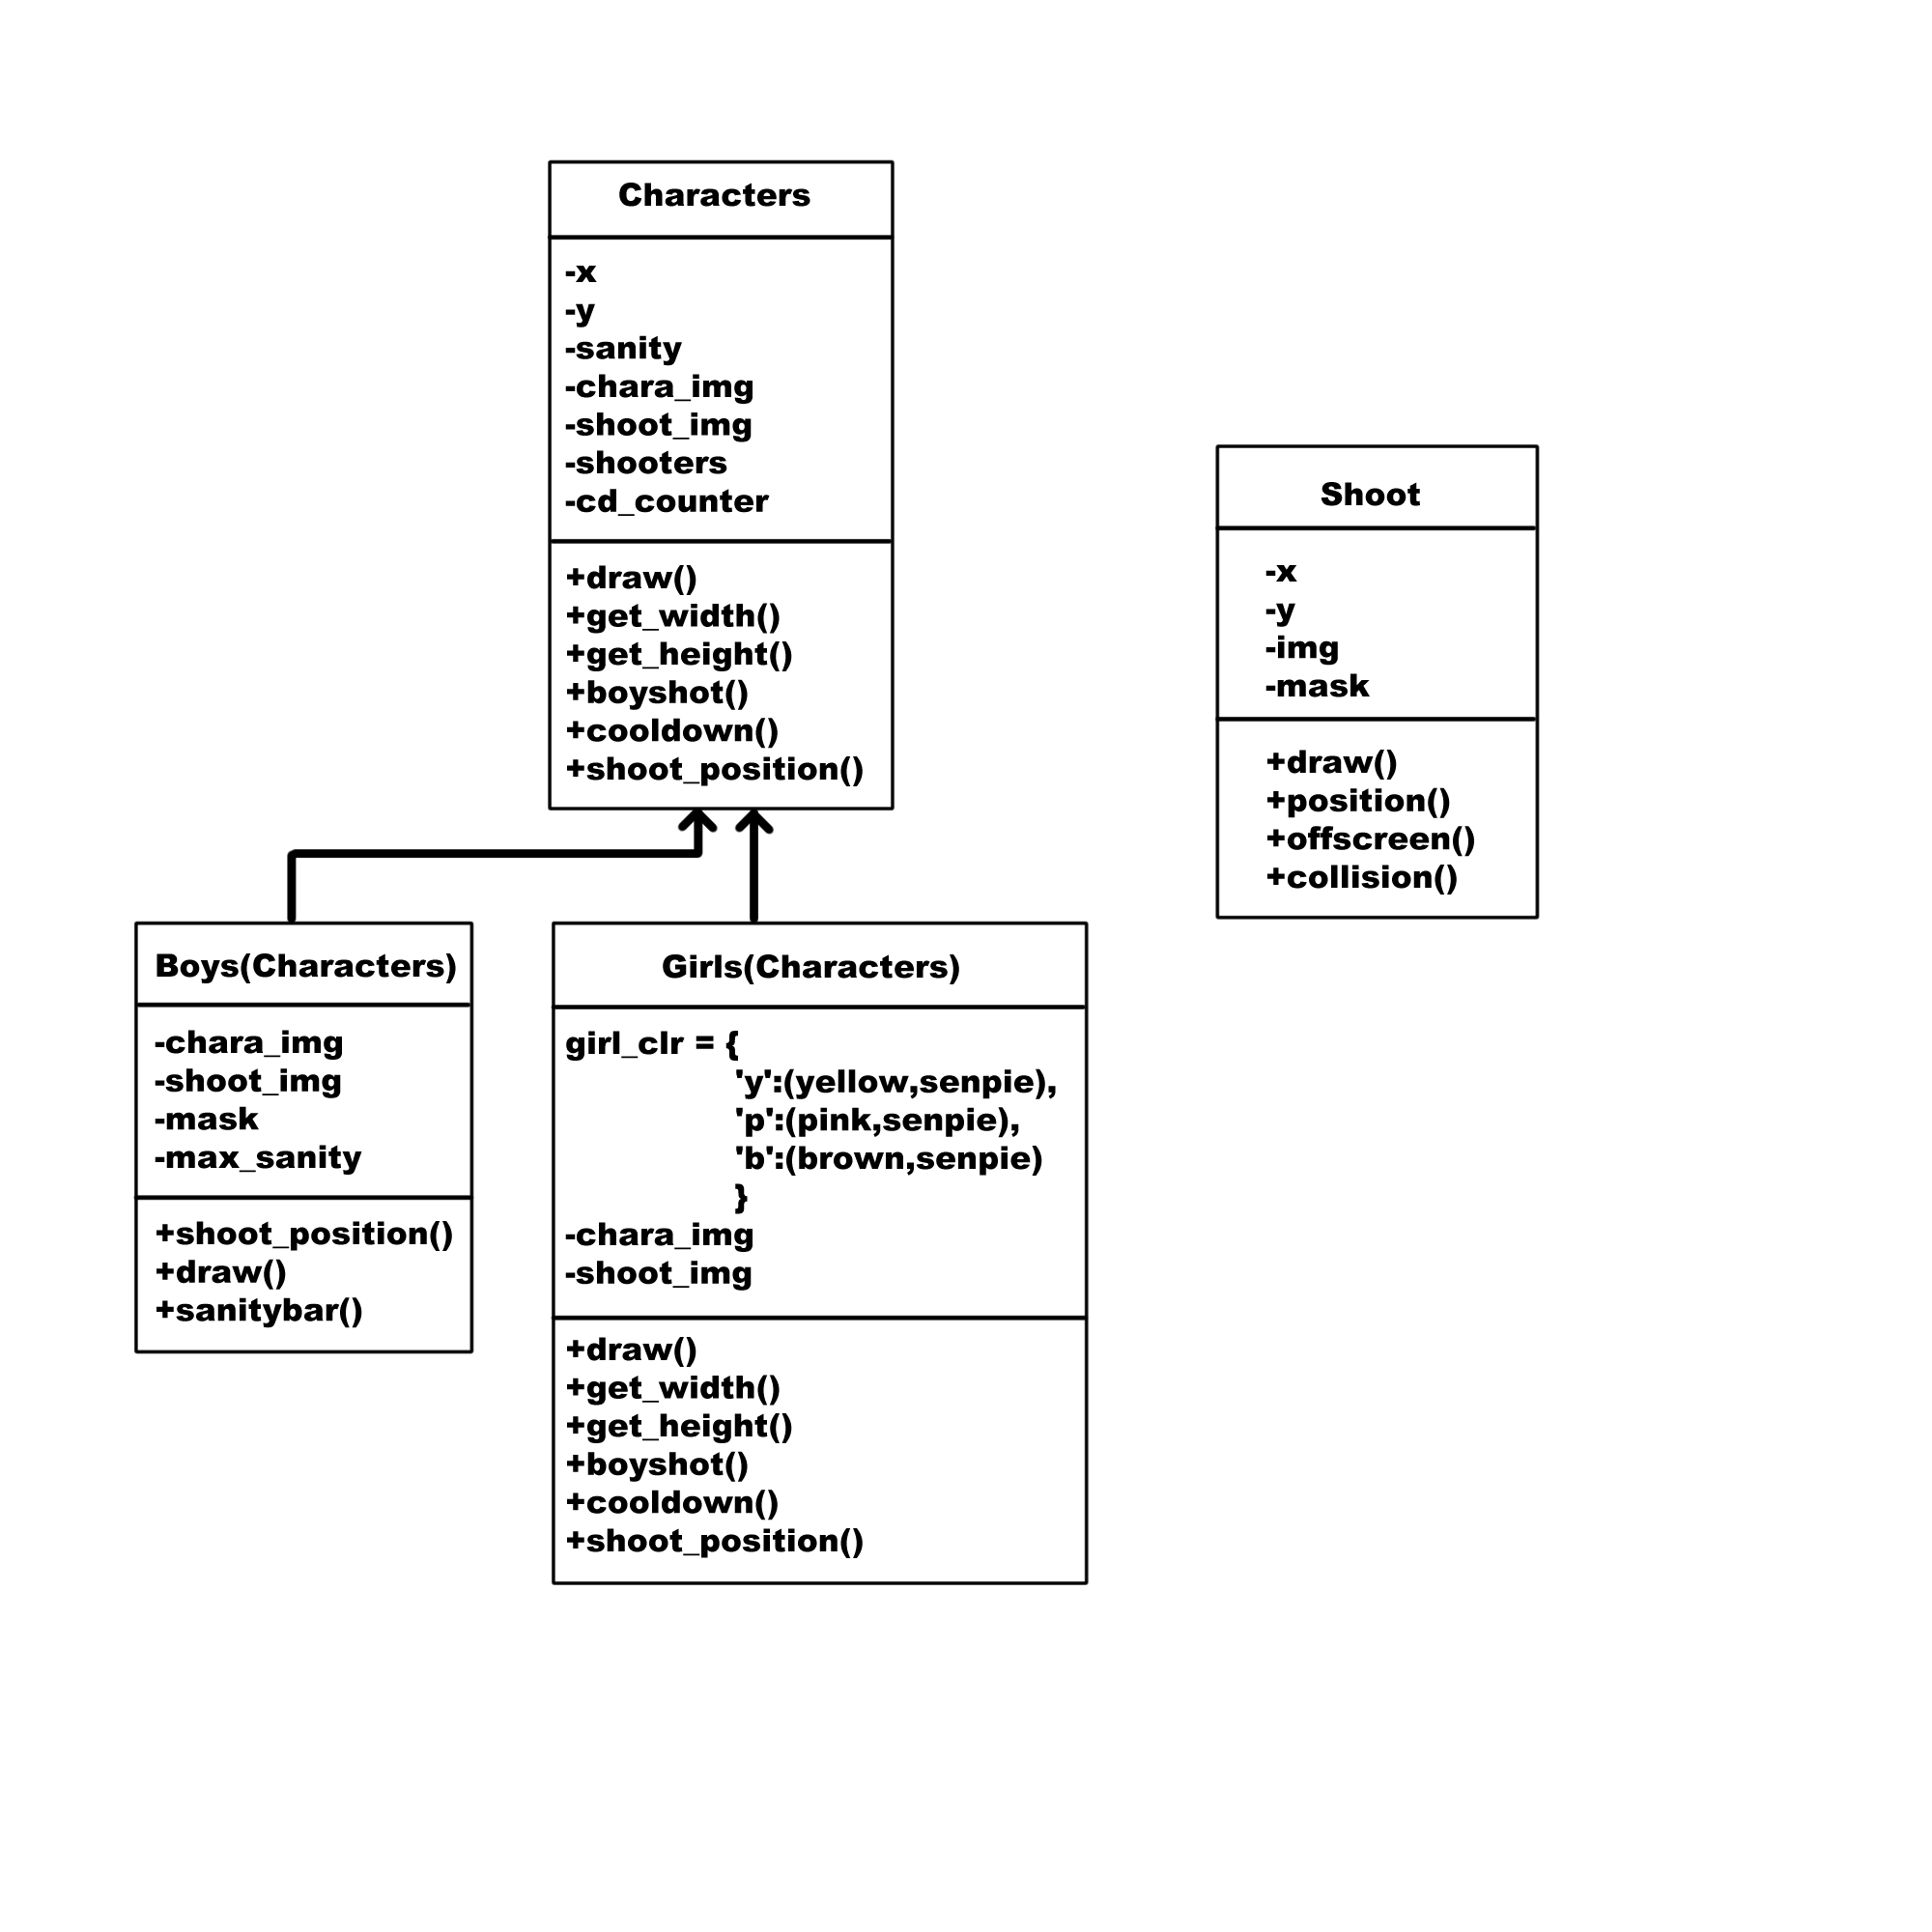 Characters
-x
-y
-sanity
-chara_img
-shoot_img
-shooters
-cd_counter
+draw()
+get_width()
+get_height()
+boyshot()
+cooldown()
+shoot_position()
Shoot
-x
-y
-img
-mask
+draw()
+position()
+offscreen()
+collision()
Boys(Characters)
-chara_img
-shoot_img
-mask
-max_sanity
+shoot_position()
+draw()
+sanitybar()
Girls(Characters)
girl_clr = {
'y':(yellow,senpie),
'p':(pink,senpie),
'b':(brown,senpie)
}
-chara_img
-shoot_img
+draw()
+get_width()
+get_height()
+boyshot()
+cooldown()
+shoot_position()